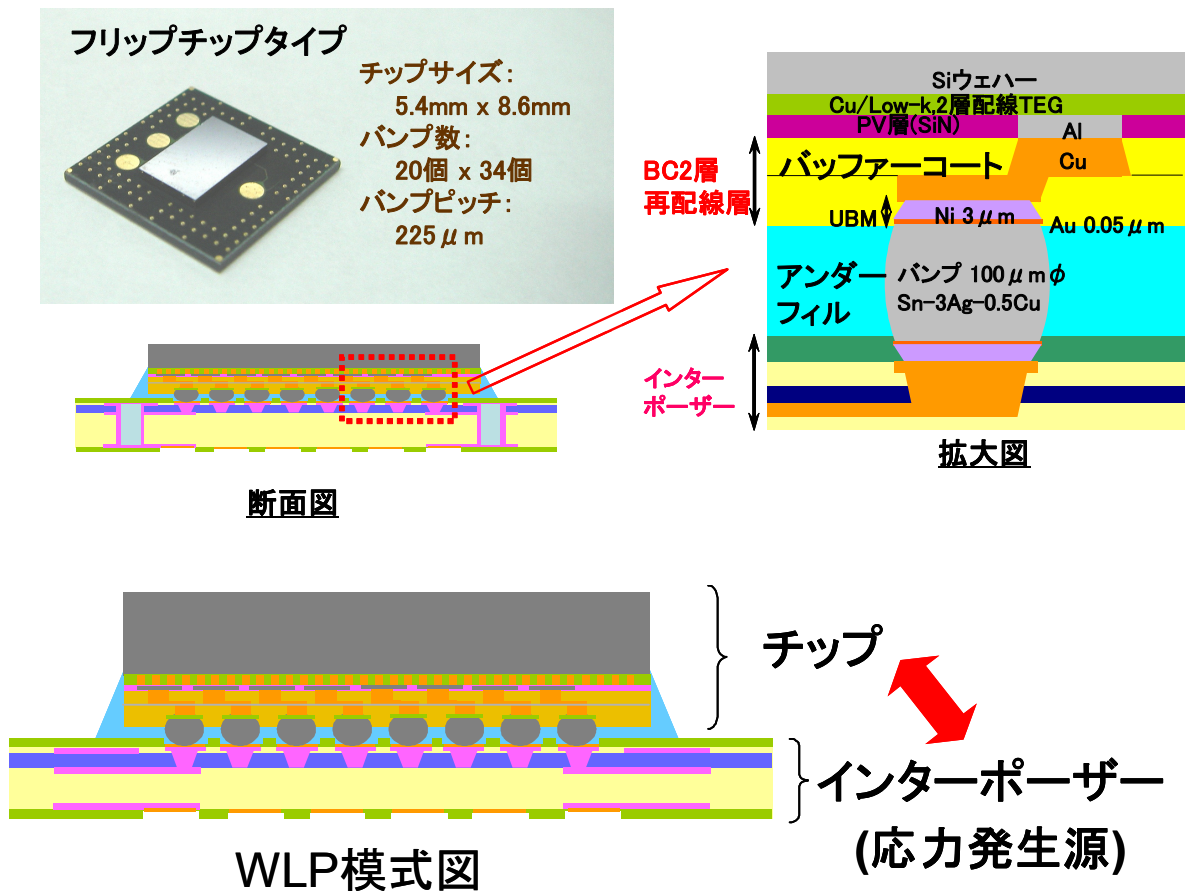 フリップチップタイプ
チップサイズ:
5.4mm x 8.6mm
バンプ数:
20個 x 34個
バンプピッチ:
225μm
Siウェハー
Cu/Low-k,2層配線TEG
PV層(SiN)
Al
Cu
バッファーコート
BC2層
再配線層
UBM
Ni 3μm
Au 0.05μm
アンダー
フィル
バンプ 100μmφ
Sn-3Ag-0.5Cu
インター
ポーザー
拡大図
断面図
チップ
インターポーザー
(応力発生源)
WLP模式図